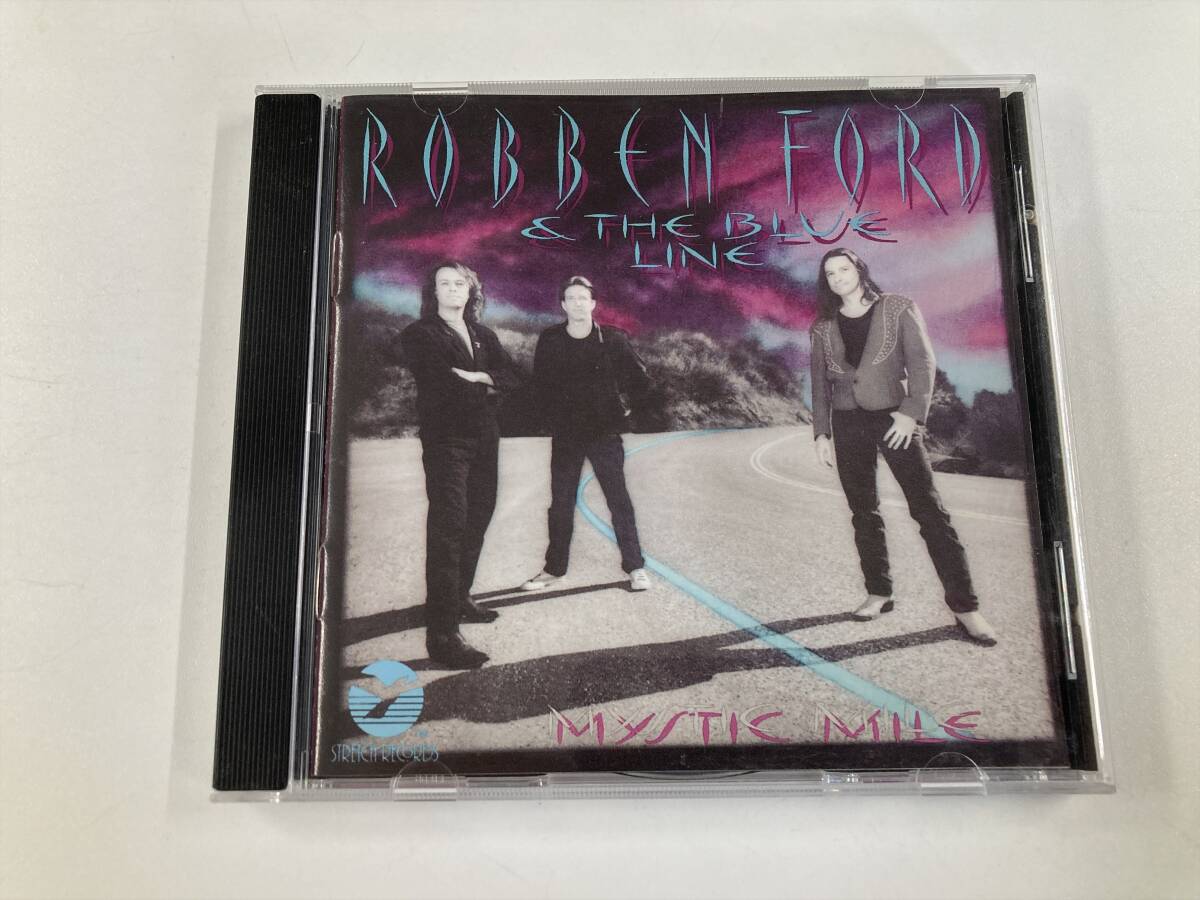 ROBBEN FORD
& THE BLUE
LINE
MYSTIC MILE
STRETCH RECORDS